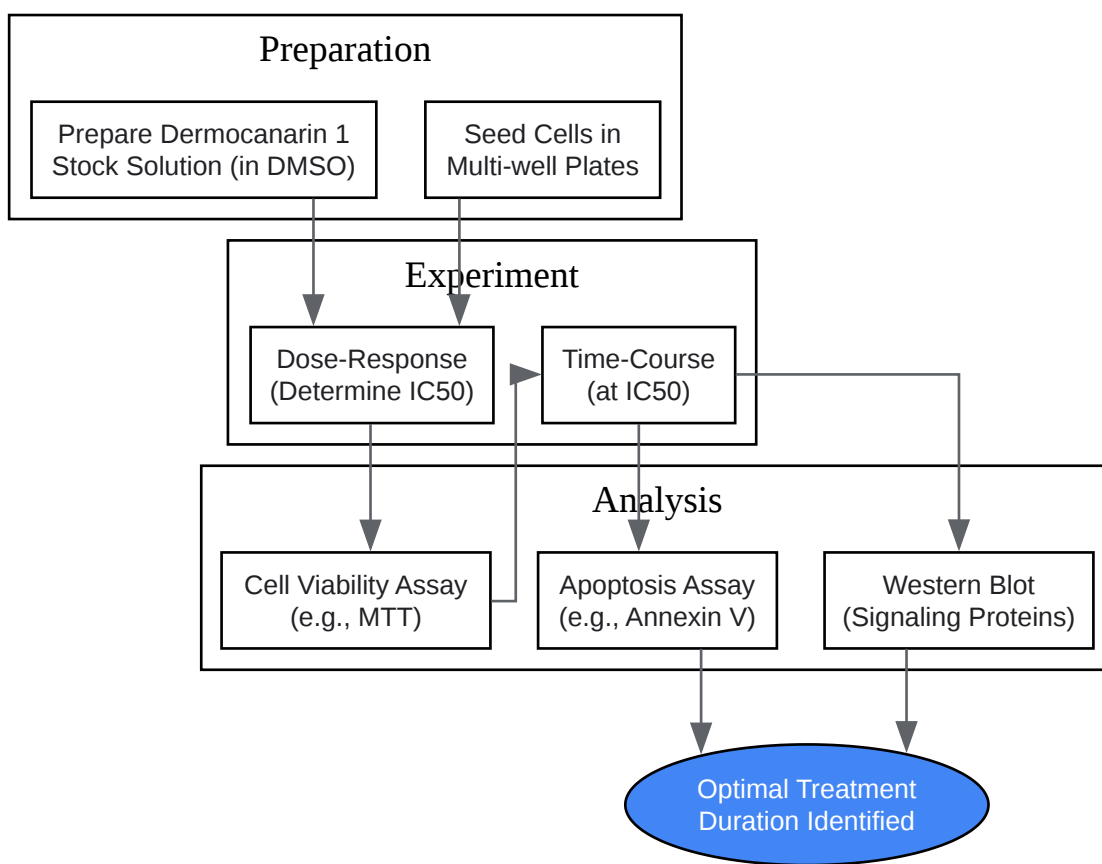 Preparation
Prepare Dermocanarin 1
Stock Solution (in DMSO)
Seed Cells in
Multi-well Plates
Experiment
Dose-Response
(Determine IC50)
Time-Course
(at IC50)
Analysis
Cell Viability Assay
(e.g., MTT)
Apoptosis Assay
(e.g., Annexin V)
Western Blot
(Signaling Proteins)
Optimal Treatment
Duration Identified